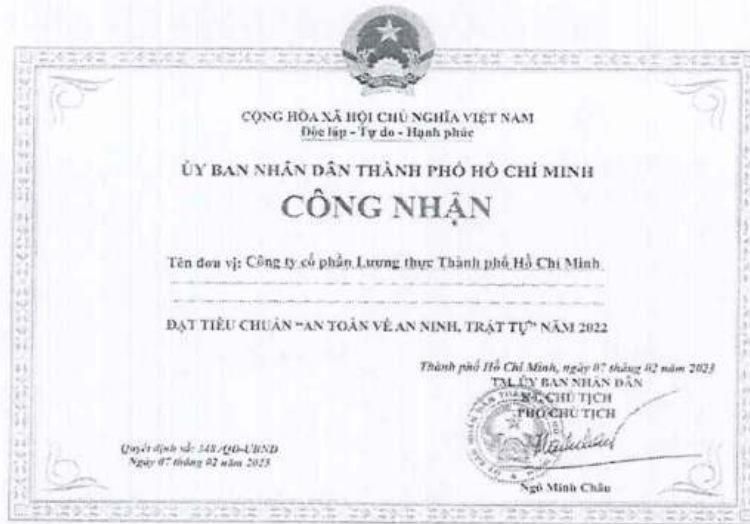 CỘNG HÒA XÃ HỘI CHỦ NGHĨA VIỆT NAM
Độc lập - Tự do - Hạnh phúc
ỦY BAN NHÂN DÂN THÀNH PHỐ HỒ CHÍ MINH
CÔNG NHẬN
Tên đơn vị: Công ty cổ phần Lương thực Thành phố Hồ Chí Minh
ĐẠT TIÊU CHUẨN "AN TOÀN VỀ AN NINH, TRẬT TỰ" NĂM 2022
Thành phố Hồ Chí Minh, ngày 07 tháng 02 năm 2023
TM. ỦY BAN NHÂN DÂN
KT. CHỦ TỊCH
PHÓ CHỦ TỊCH
Quyết định số: 348/QĐ-UBND
Ngày 07 tháng 02 năm 2023
Ngô Minh Châu